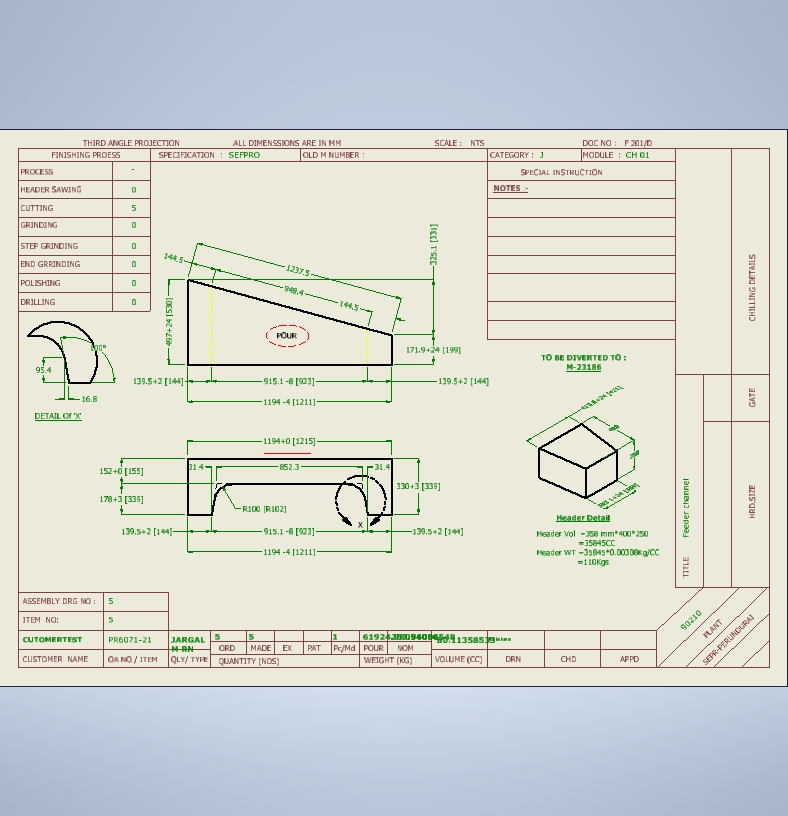 THIRD ANGLE PROJECTION ALL DIMENSSIONS ARE IN MM SCALE : NTS DOC NO : F 201/D
FINISHING PROESS SPECIFICATION : SEFPRO OLD M NUMBER : CATEGORY : J MODULE : CH 01
PROCESS -
HEADER SAWING 0
CUTTING 5
GRINDING 0
STEP GRINDING 0
END GRRINDING 0
POLISHING 0
DRILLING 0
SPECIAL INSTRUCTION
NOTES :-
CHILLING DETAILS
GATE
HRD.SIZE
TITLE Feeder channel
144.5
1237.5
948.4
144.5
325.1 [331]
497+24 [530]
POUR
171.9+24 [199]
139.5+2 [144] 915.1 -8 [923] 139.5+2 [144]
1194 -4 [1211]
100°
95.4
16.8
DETAIL Of 'X'
TO BE DIVERTED TO :
M-23186
1194+0 [1215]
152+0 [155]
31.4 852.3 31.4
178+3 [339]
330+3 [339]
R100 [R102]
X
139.5+2 [144] 915.1 -8 [923] 139.5+2 [144]
1194 -4 [1211]
Header Detail
Header Vol =358 mm*400*250
=35845CC
Header WT =35845*0.00308Kg/CC
=110Kgs
ASSEMBLY DRG NO : 5
ITEM NO: 5
CUTOMERTEST PR6071-21 JARGAL M RN 5 5 1
ORD MADE EX PAT Pc/Md POUR NOM
CUSTOMER NAME OA NO / ITEM QLY/ TYPE QUANTITY (NOS) WEIGHT (KG) VOLUME (CC) DRN CHD APPD
90210
PLANT
SEPR-PERUNDURAI